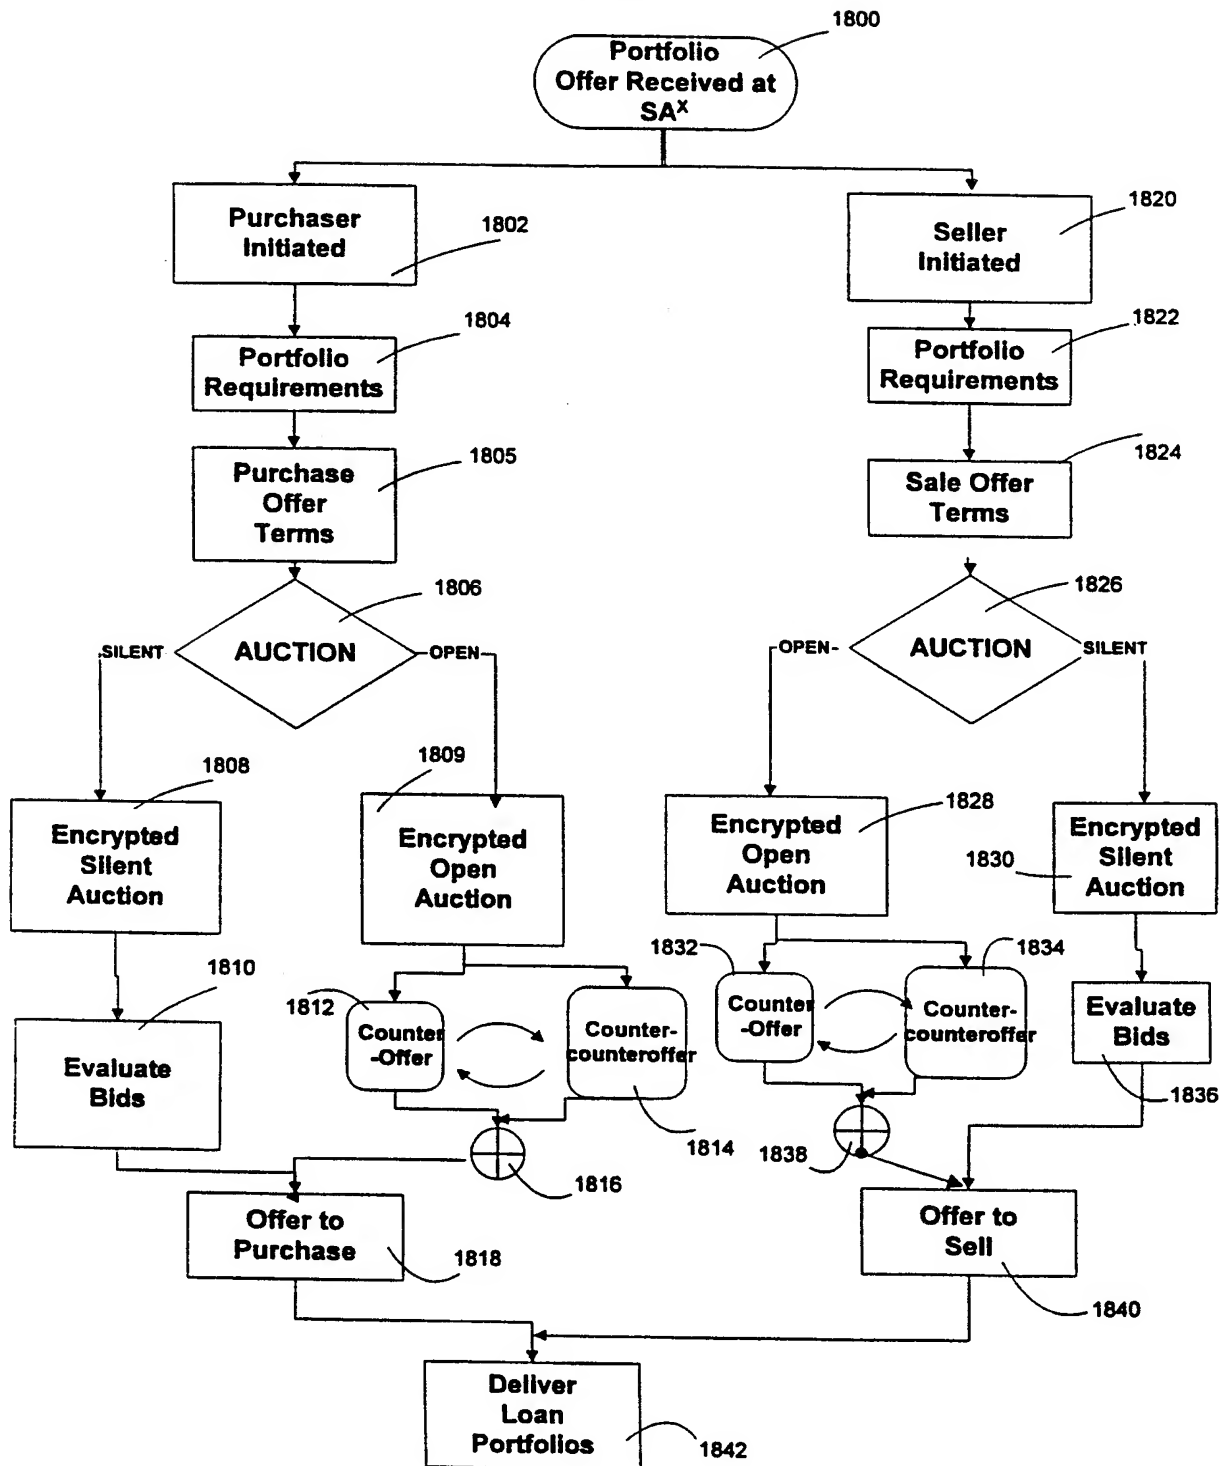 1800
Portfolio
Offer Received at
SAˣ
Purchaser
Initiated
1802
Seller
Initiated
1820
1804
Portfolio
Requirements
1822
Portfolio
Requirements
1805
Purchase
Offer
Terms
1824
Sale Offer
Terms
1806
SILENT
AUCTION
OPEN
1826
OPEN
AUCTION
SILENT
1808
Encrypted
Silent
Auction
1809
Encrypted
Open
Auction
1828
Encrypted
Open
Auction
1830
Encrypted
Silent
Auction
1810
Evaluate
Bids
1812
Counter
-Offer
Counter-
counteroffer
1814
1832
Counter
-Offer
1834
Counter-
counteroffer
Evaluate
Bids
1836
1816
1838
Offer to
Purchase
1818
Offer to
Sell
1840
Deliver
Loan
Portfolios
1842